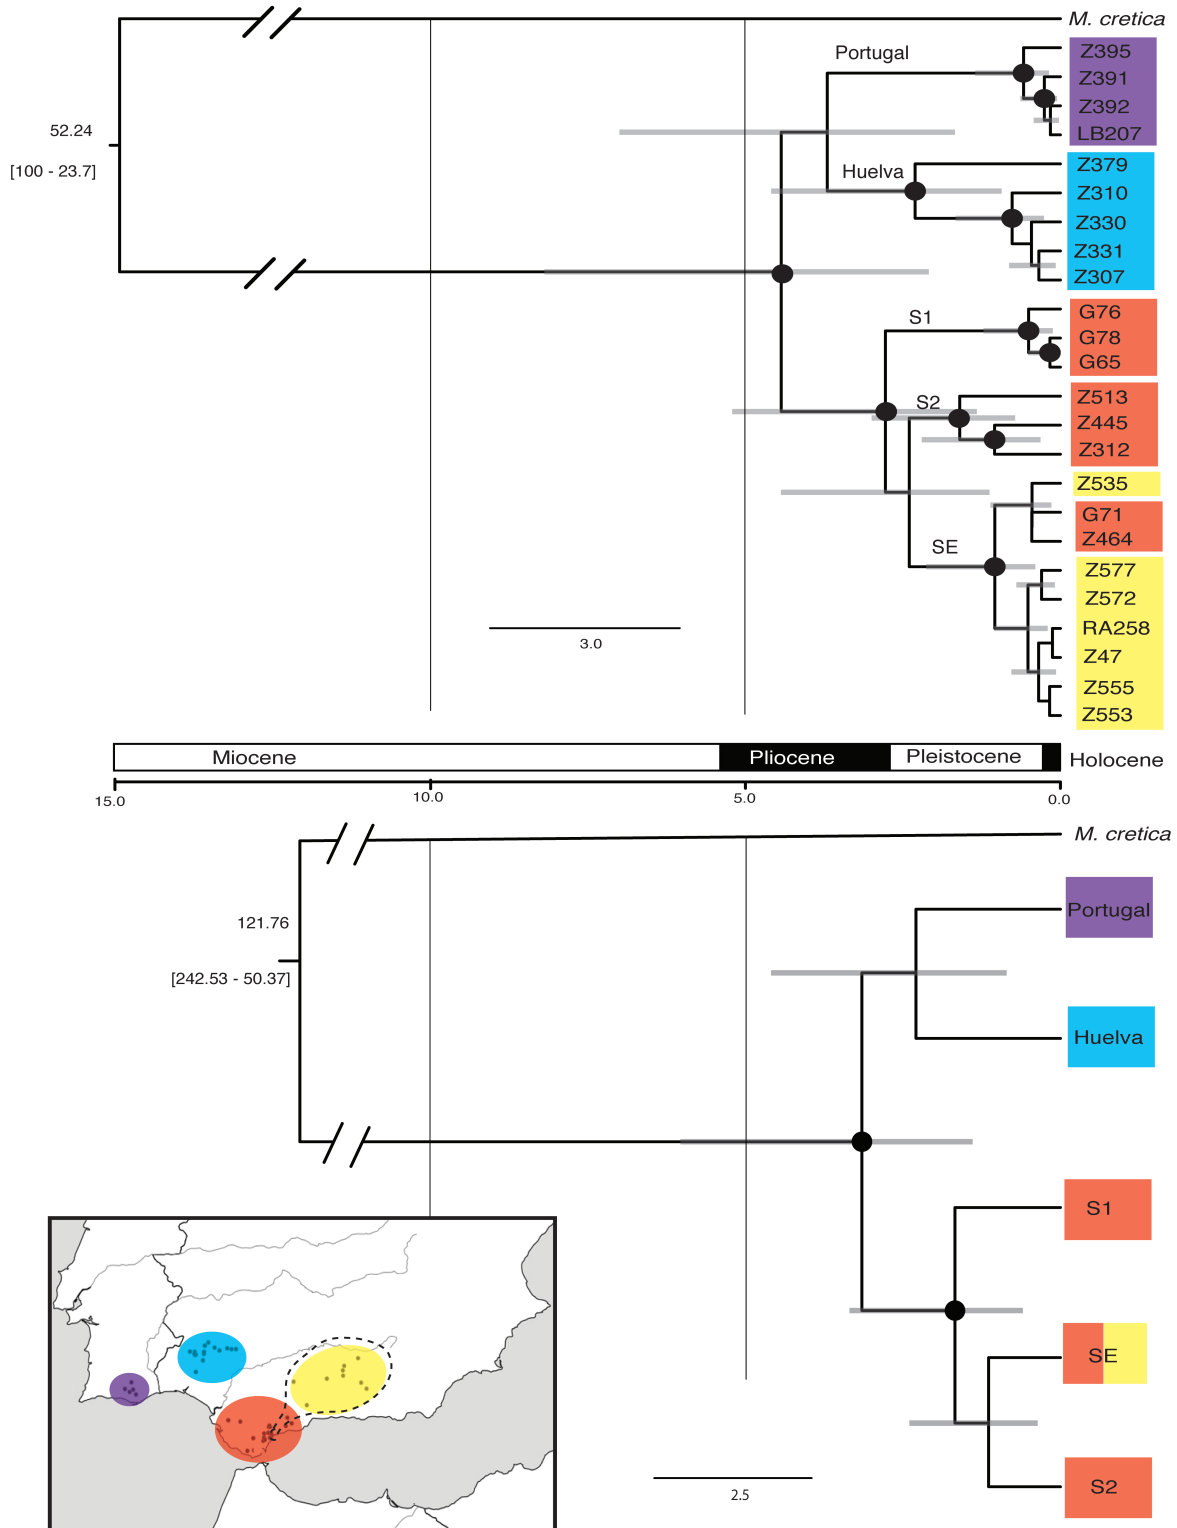 M. cretica
Portugal
Z395
Z391
Z392
LB207
52.24
[100 - 23.7]
Huelva
Z379
Z310
Z330
Z331
Z307
S1
G76
G78
G65
S2
Z513
Z445
Z312
Z535
G71
Z464
SE
Z577
Z572
RA258
Z47
Z555
Z553
3.0
Miocene Pliocene Pleistocene Holocene
15.0 10.0 5.0 0.0
M. cretica
Portugal
121.76
[242.53 - 50.37]
Huelva
S1
SE
S2
2.5